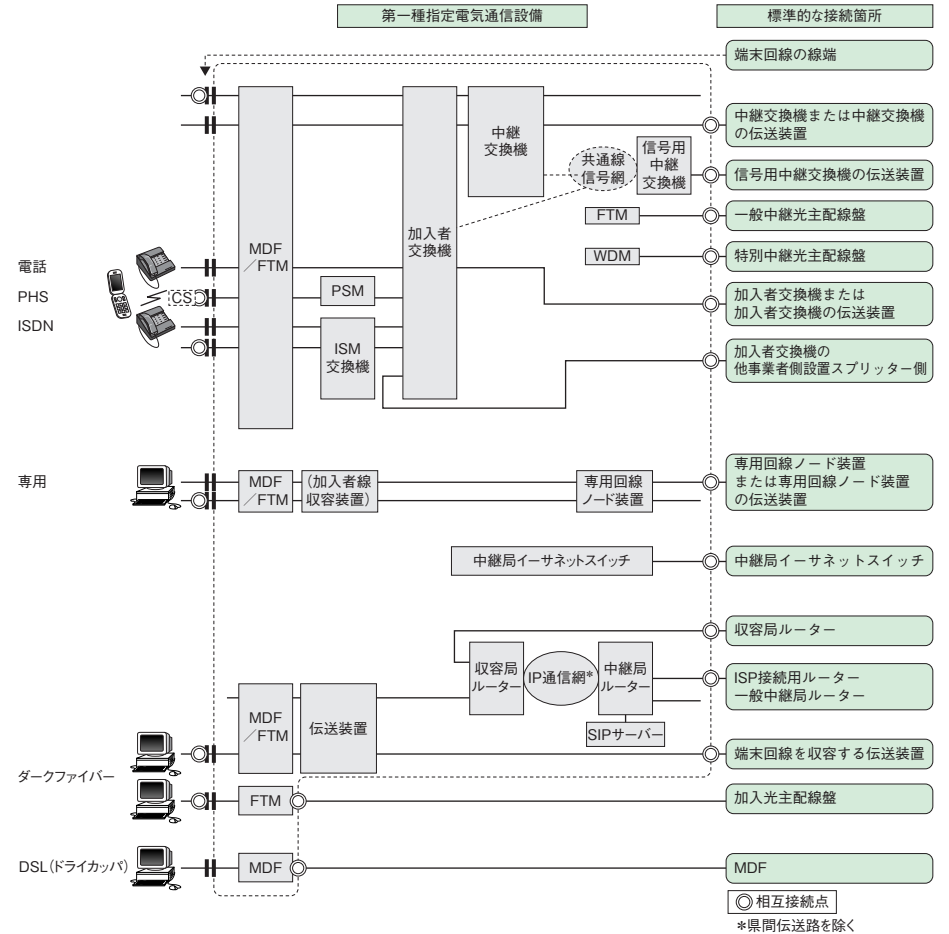 第一種指定電気通信設備
標準的な接続箇所
端末回線の線端
中継交換機または中継交換機
の伝送装置
中継
交換機
共通線
信号網
信号用
中継
交換機
信号用中継交換機の伝送装置
FTM
一般中継光主配線盤
加入者
交換機
MDF
／FTM
WDM
特別中継光主配線盤
電話
PHS
ISDN
CS
PSM
加入者交換機または
加入者交換機の伝送装置
ISM
交換機
加入者交換機の
他事業者側設置スプリッター側
専用
MDF
／FTM
（加入者線
収容装置）
専用回線
ノード装置
専用回線ノード装置
または専用回線ノード装置
の伝送装置
中継局イーサネットスイッチ
中継局イーサネットスイッチ
収容局ルーター
収容局
ルーター
IP通信網*
中継局
ルーター
ISP接続用ルーター
一般中継局ルーター
MDF
／FTM
伝送装置
SIPサーバー
端末回線を収容する伝送装置
ダークファイバー
FTM
加入光主配線盤
DSL（ドライカッパ）
MDF
MDF
◎相互接続点
*県間伝送路を除く